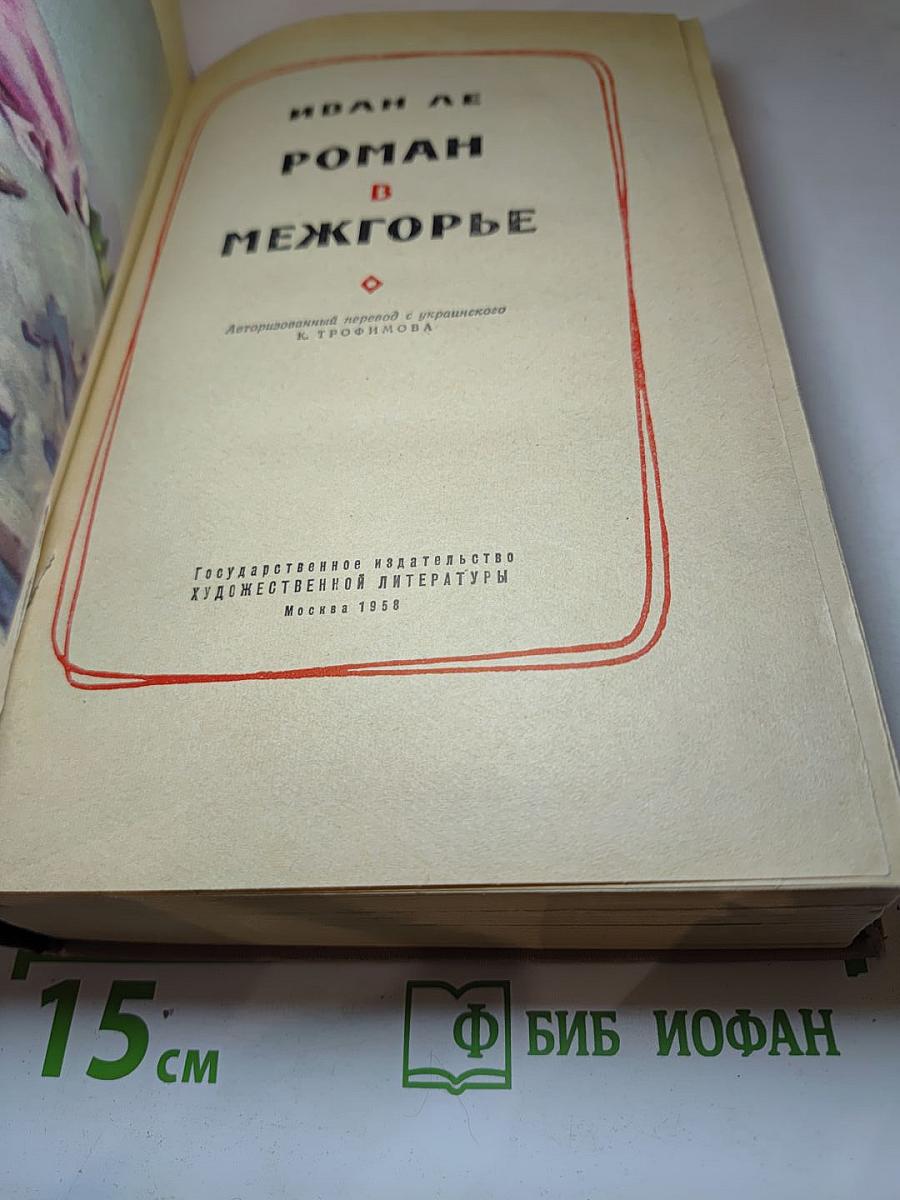 ИВАН ЛЕ
РОМАН
В
МЕЖГОРЬЕ
Авторизованный перевод с украинского
К. ТРОФИМОВА
Государственное издательство
ХУДОЖЕСТВЕННОЙ ЛИТЕРАТУРЫ
Москва 1958
15 см
Ф БИБ ИОФАН